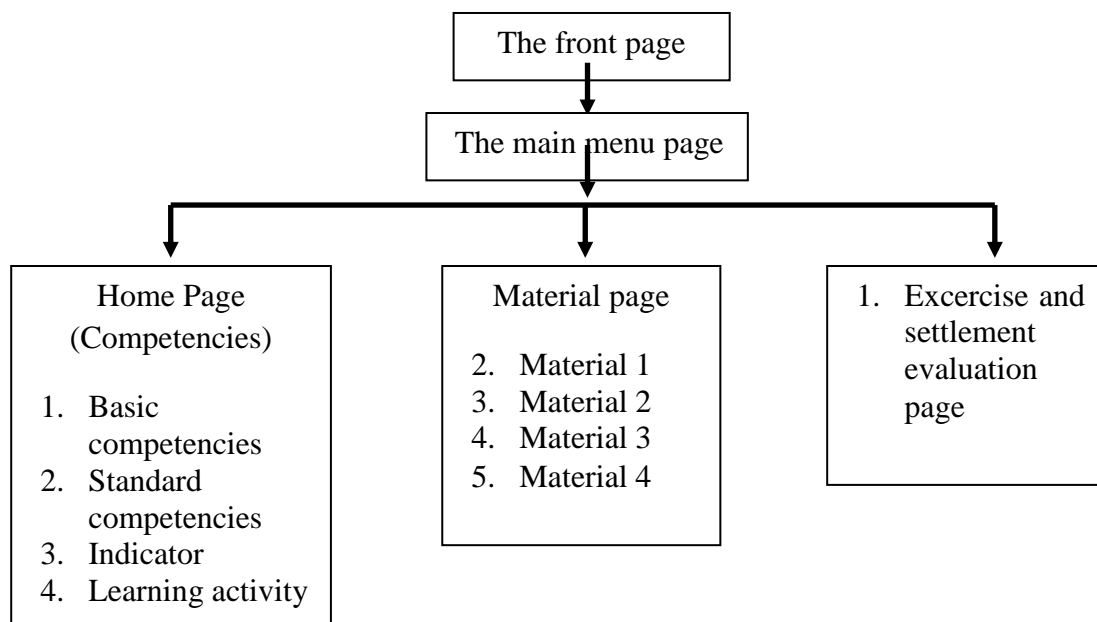 The front page
The main menu page
Home Page
(Competencies)
1. Basic
competencies
2. Standard
competencies
3. Indicator
4. Learning activity
Material page
2. Material 1
3. Material 2
4. Material 3
5. Material 4
1. Excercise and
settlement
evaluation
page